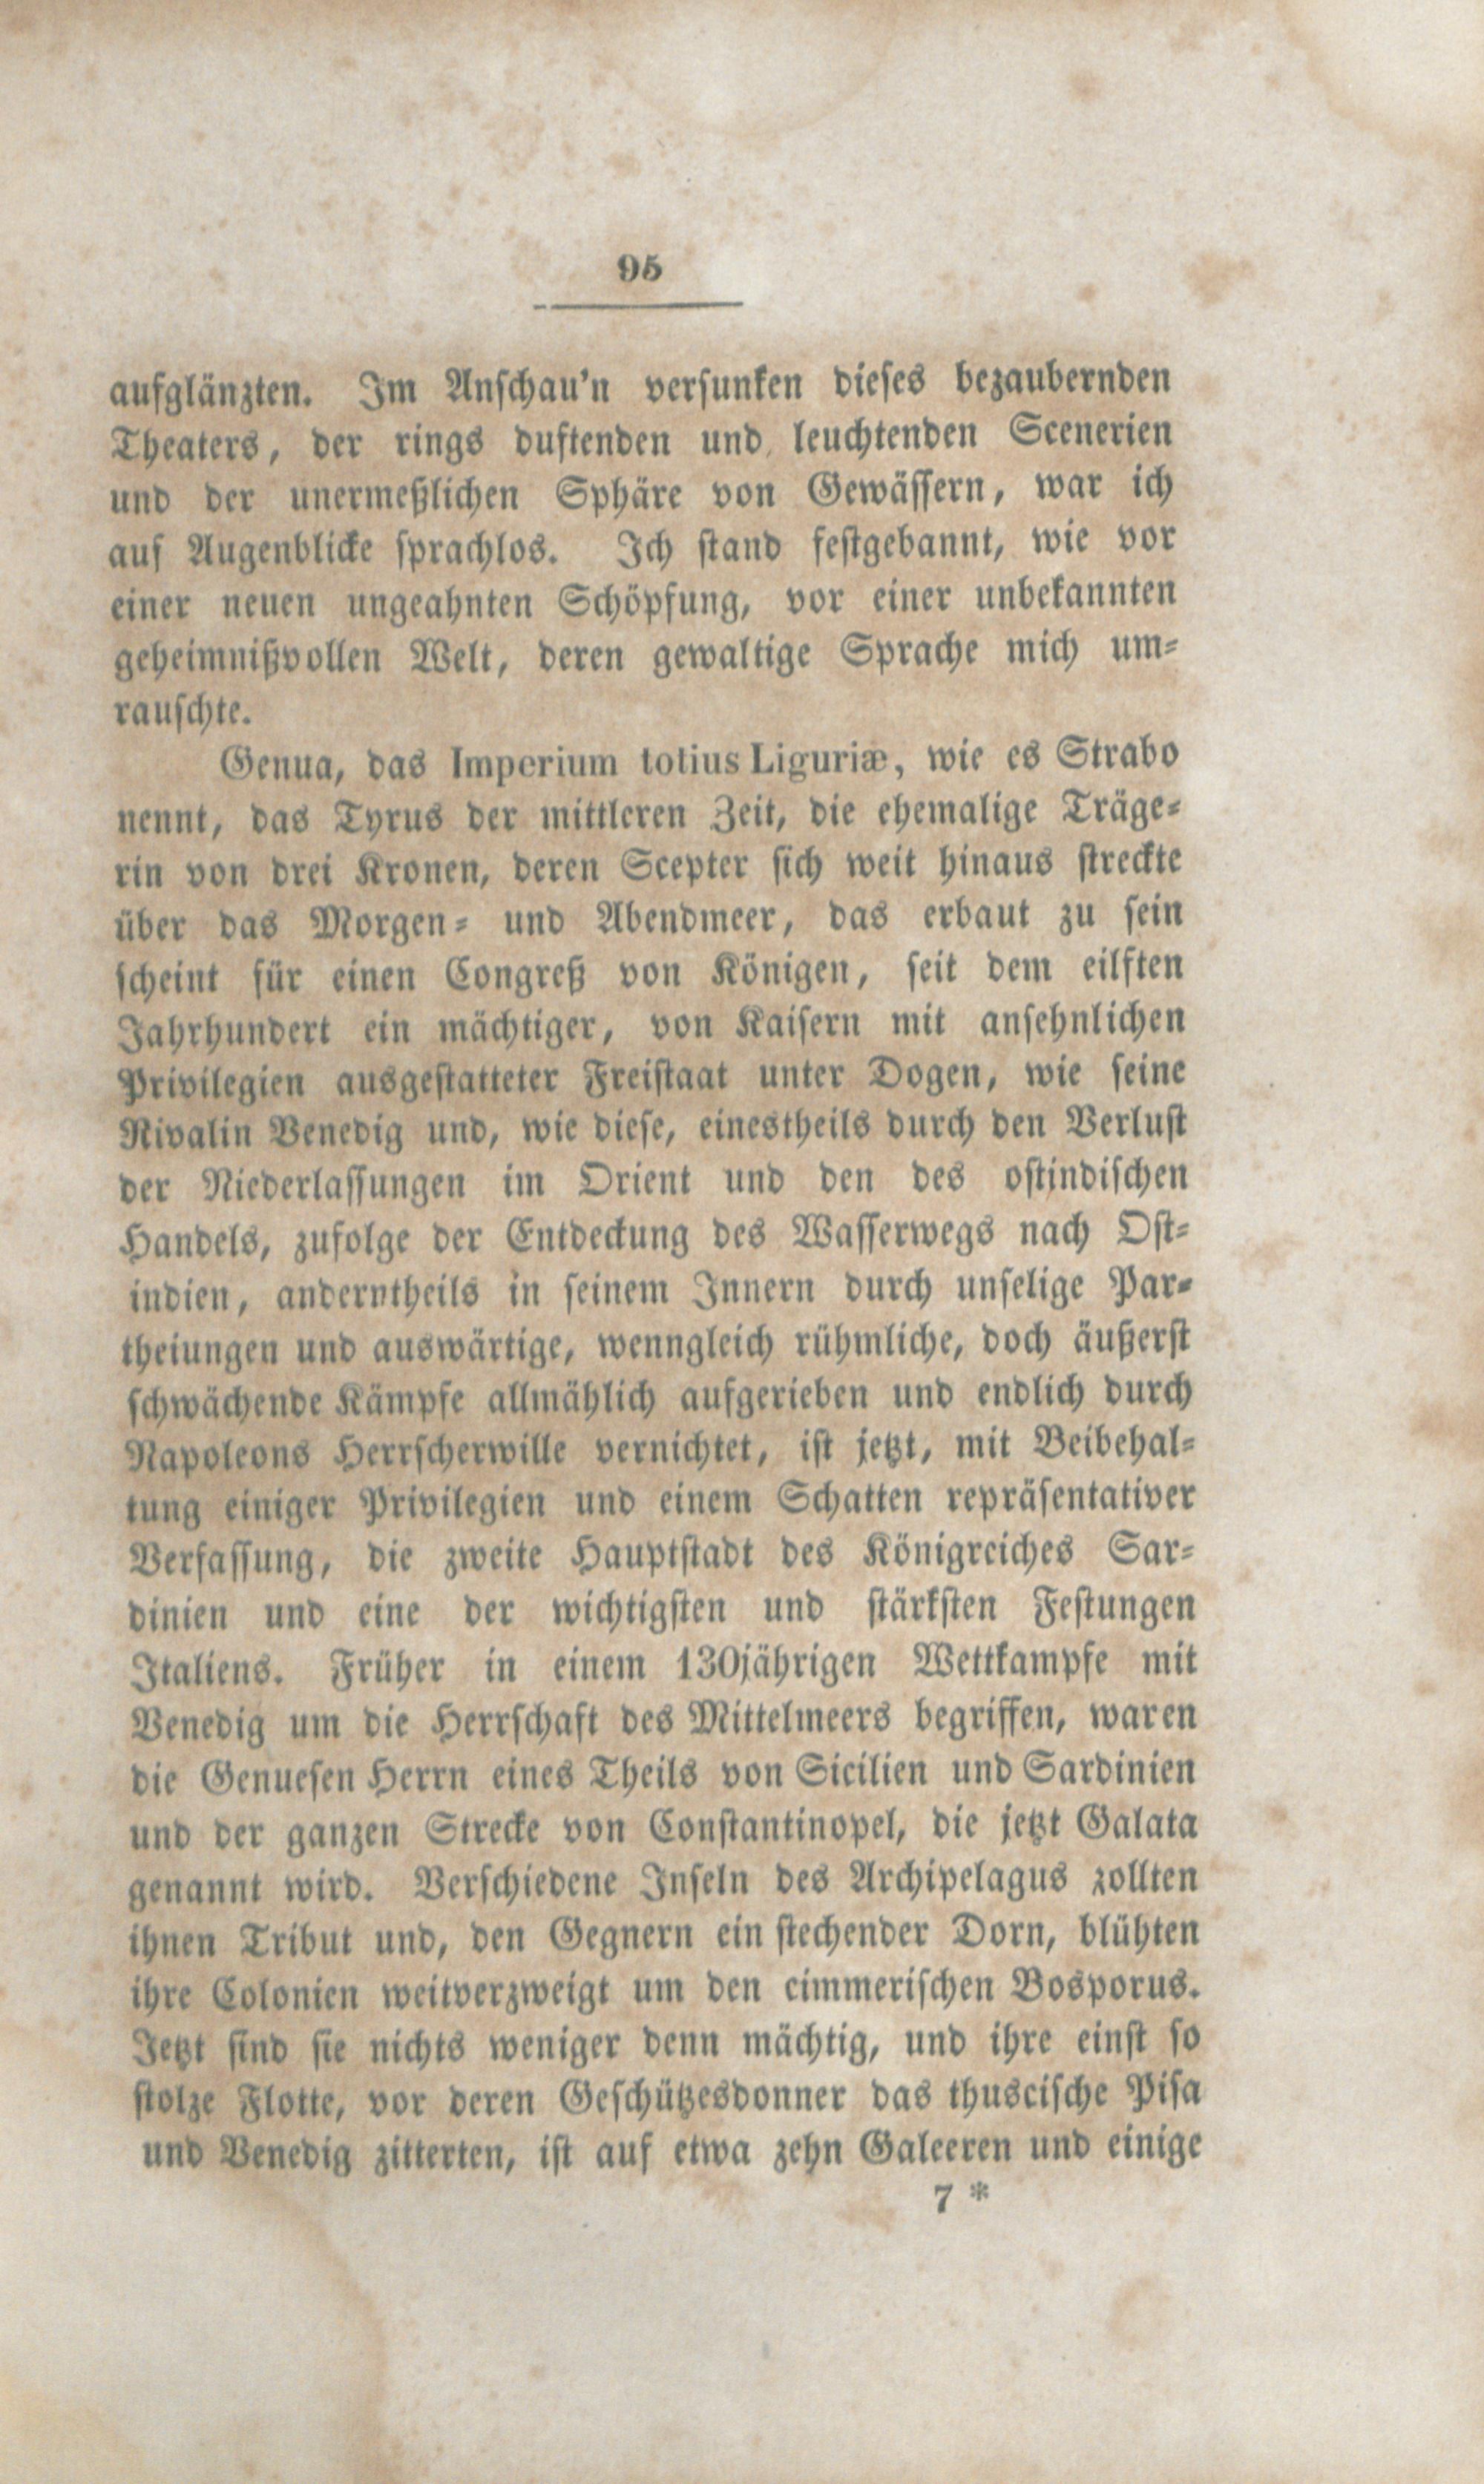 95
aufglänzten. Im Anschau'n versunken dieses bezaubernden
Theaters, der rings duftenden und leuchtenden Scenerien
und der unermeßlichen Sphäre von Gewässern, war ich
auf Augenblicke sprachlos. Ich stand festgebannt, wie vor
einer neuen ungeahnten Schöpfung, vor einer unbekannten
geheimnißvollen Welt, deren gewaltige Sprache mich um-
rauschte.
Genua, das Imperium totius Liguriæ, wie es Strabo
nennt, das Tyrus der mittleren Zeit, die ehemalige Träge-
rin von drei Kronen, deren Scepter sich weit hinaus streckte
über das Morgen- und Abendmeer, das erbaut zu sein
scheint für einen Congreß von Königen, seit dem eilften
Jahrhundert ein mächtiger, von Kaisern mit ansehnlichen
Privilegien ausgestatteter Freistaat unter Dogen, wie seine
Rivalin Venedig und, wie diese, einestheils durch den Verlust
der Niederlassungen im Orient und den des ostindischen
Handels, zufolge der Entdeckung des Wasserwegs nach Ost-
indien, anderntheils in seinem Innern durch unselige Par-
theiungen und auswärtige, wenngleich rühmliche, doch äußerst
schwächende Kämpfe allmählich aufgerieben und endlich durch
Napoleons Herrscherwille vernichtet, ist jetzt, mit Beibehal-
tung einiger Privilegien und einem Schatten repräsentativer
Verfassung, die zweite Hauptstadt des Königreiches Sar-
dinien und eine der wichtigsten und stärksten Festungen
Italiens. Früher in einem 130jährigen Wettkampfe mit
Venedig um die Herrschaft des Mittelmeers begriffen, waren
die Genuesen Herrn eines Theils von Sicilien und Sardinien
und der ganzen Strecke von Constantinopel, die jetzt Galata
genannt wird. Verschiedene Inseln des Archipelagus zollten
ihnen Tribut und, den Gegnern ein stechender Dorn, blühten
ihre Colonien weitverzweigt um den cimmerischen Bosporus.
Jetzt sind sie nichts weniger denn mächtig, und ihre einst so
stolze Flotte, vor deren Geschützesdonner das thuscische Pisa
und Venedig zitterten, ist auf etwa zehn Galeeren und einige
7 *